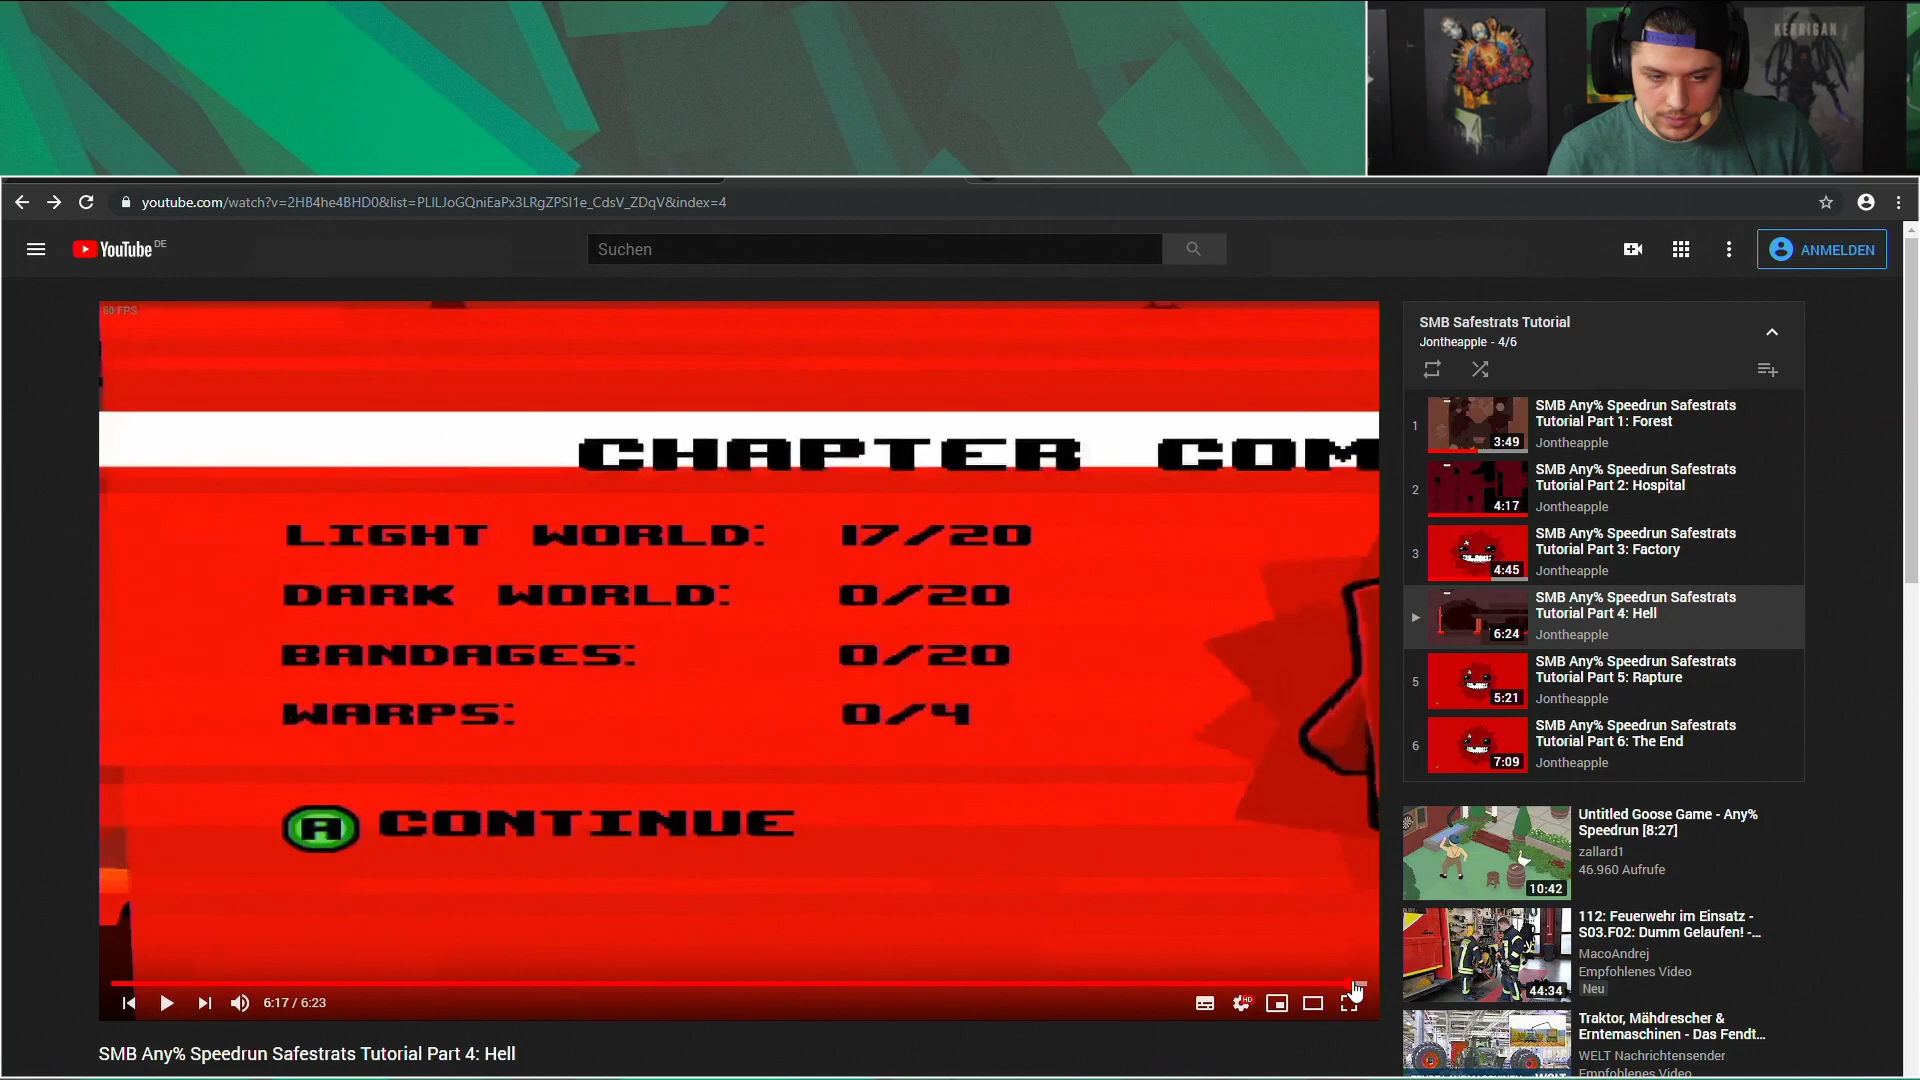 KERRIGAN
youtube.com/watch?v=2HB4he4BHD0&list=PLlLJoGQniEaPx3LRgZPSI1e_CdsV_ZDqV&index=4
YouTube DE
Suchen
ANMELDEN
60 FPS
CHAPTER COM
LIGHT WORLD: 17/20
DARK WORLD: 0/20
BANDAGES: 0/20
WARPS: 0/4
A CONTINUE
6:17 / 6:23
HD
SMB Any% Speedrun Safestrats Tutorial Part 4: Hell
SMB Safestrats Tutorial
Jontheapple - 4/6
1
3:49
SMB Any% Speedrun Safestrats
Tutorial Part 1: Forest
Jontheapple
2
4:17
SMB Any% Speedrun Safestrats
Tutorial Part 2: Hospital
Jontheapple
3
4:45
SMB Any% Speedrun Safestrats
Tutorial Part 3: Factory
Jontheapple
6:24
SMB Any% Speedrun Safestrats
Tutorial Part 4: Hell
Jontheapple
5
5:21
SMB Any% Speedrun Safestrats
Tutorial Part 5: Rapture
Jontheapple
6
7:09
SMB Any% Speedrun Safestrats
Tutorial Part 6: The End
Jontheapple
10:42
Untitled Goose Game - Any%
Speedrun [8:27]
zallard1
46.960 Aufrufe
44:34
112: Feuerwehr im Einsatz -
S03.F02: Dumm Gelaufen! -...
MacoAndrej
Empfohlenes Video
Neu
Traktor, Mähdrescher &
Erntemaschinen - Das Fendt...
WELT Nachrichtensender
Empfohlenes Video